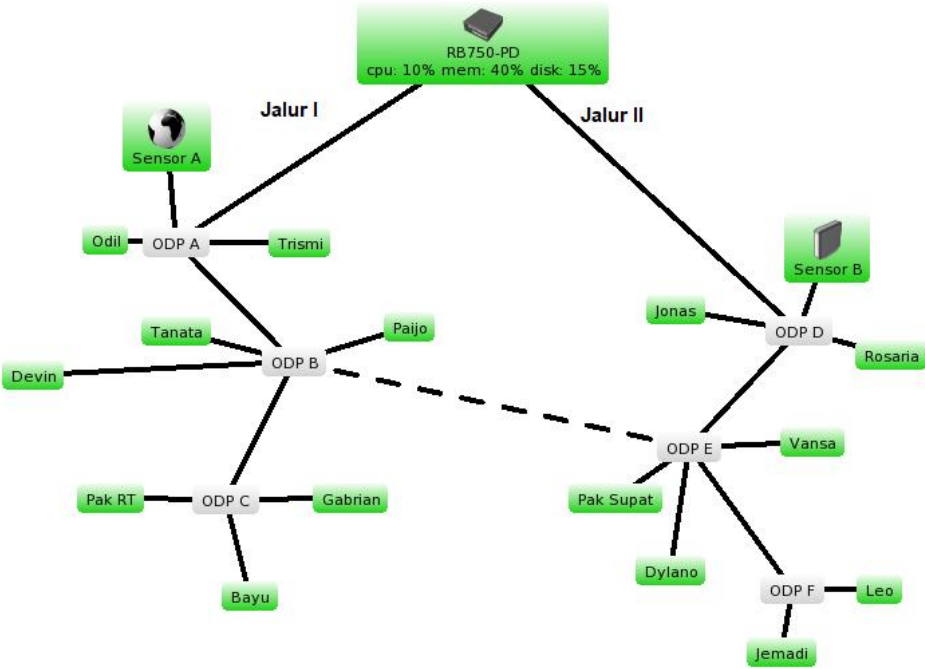 RB750-PD
cpu: 10% mem: 40% disk: 15%
Jalur I
Jalur II
Sensor A
Odil
ODP A
Trismi
Sensor B
Jonas
ODP D
Rosaria
Tanata
Paijo
ODP B
Devin
ODP E
Vansa
Pak Supat
Pak RT
ODP C
Gabrian
Dylano
Bayu
ODP F
Leo
Jemadi